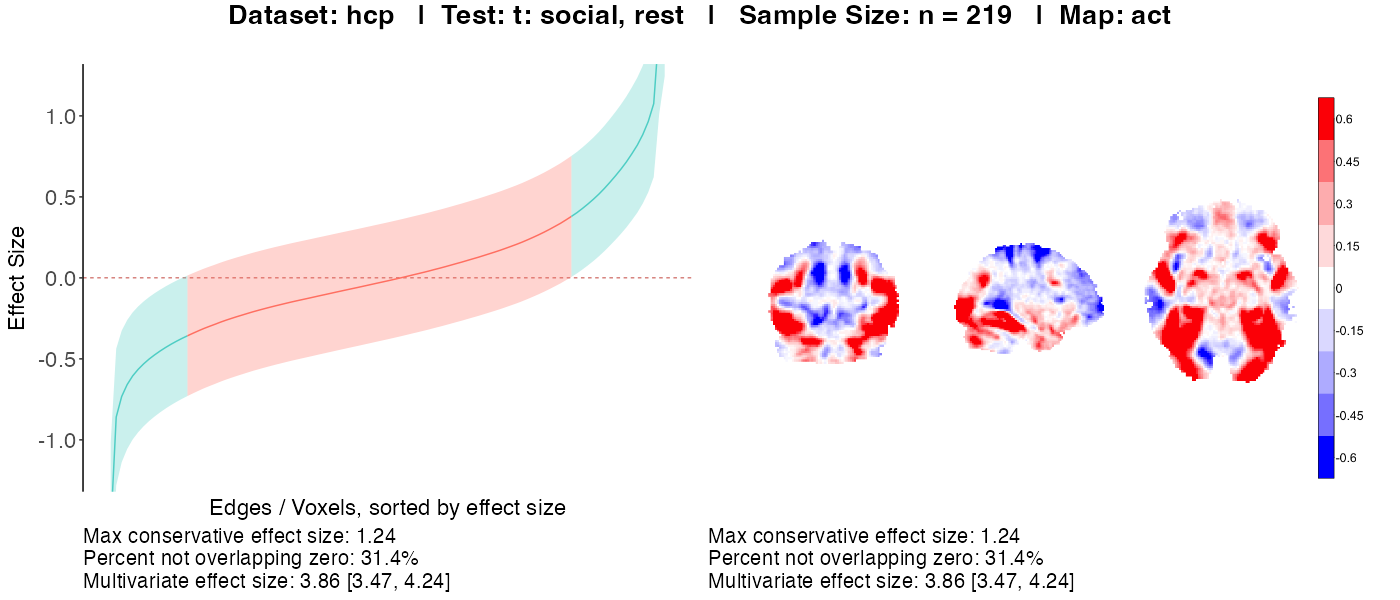 Dataset: hcp | Test: t: social, rest | Sample Size: n = 219 | Map: act
1.0
0.5
0.0
-0.5
-1.0
Effect Size
Edges / Voxels, sorted by effect size
Max conservative effect size: 1.24
Percent not overlapping zero: 31.4%
Multivariate effect size: 3.86 [3.47, 4.24]
0.6
0.45
0.3
0.15
0
-0.15
-0.3
-0.45
-0.6
Max conservative effect size: 1.24
Percent not overlapping zero: 31.4%
Multivariate effect size: 3.86 [3.47, 4.24]